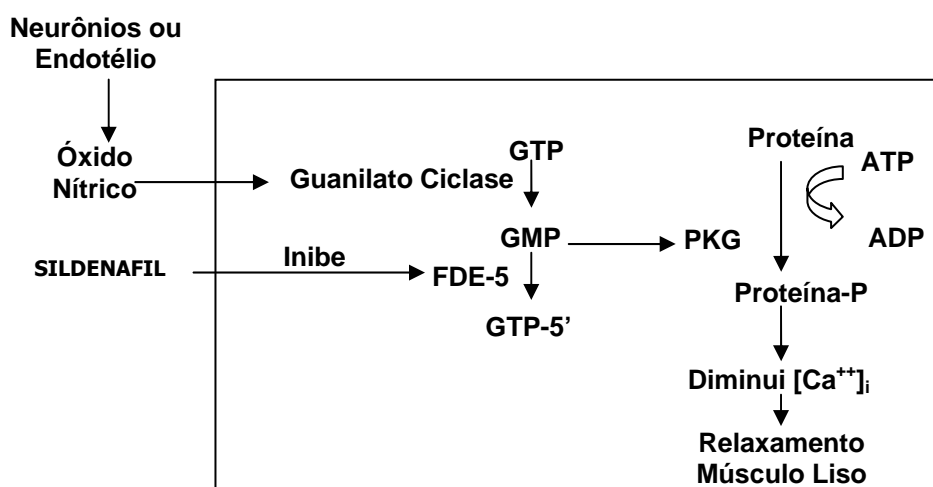 Neurônios ou
Endotélio
Óxido
Nítrico
SILDENAFIL
Inibe
Guanilato Ciclase
GTP
GMP
FDE-5
GTP-5’
PKG
Proteína
ATP
ADP
Proteína-P
Diminui [Ca⁺⁺]ᵢ
Relaxamento
Músculo Liso